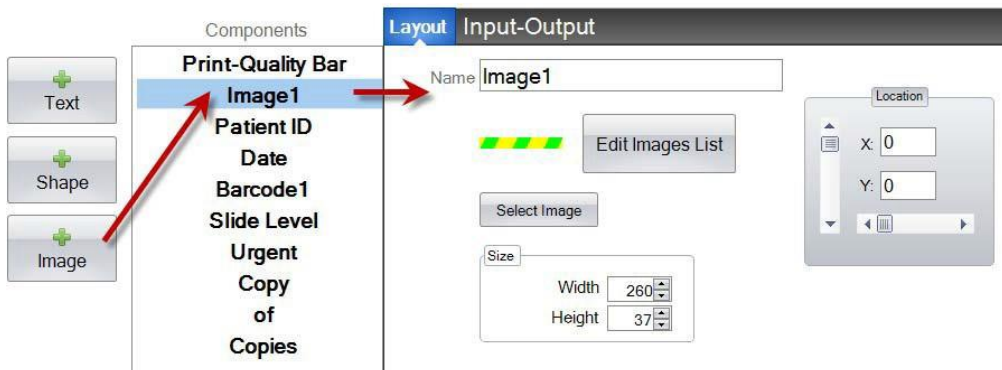 Components
Layout Input-Output
Text
Shape
Image
Print-Quality Bar
Image1
Patient ID
Date
Barcode1
Slide Level
Urgent
Copy
of
Copies
Name Image1
Edit Images List
Select Image
Size
Width 260
Height 37
Location
X: 0
Y: 0